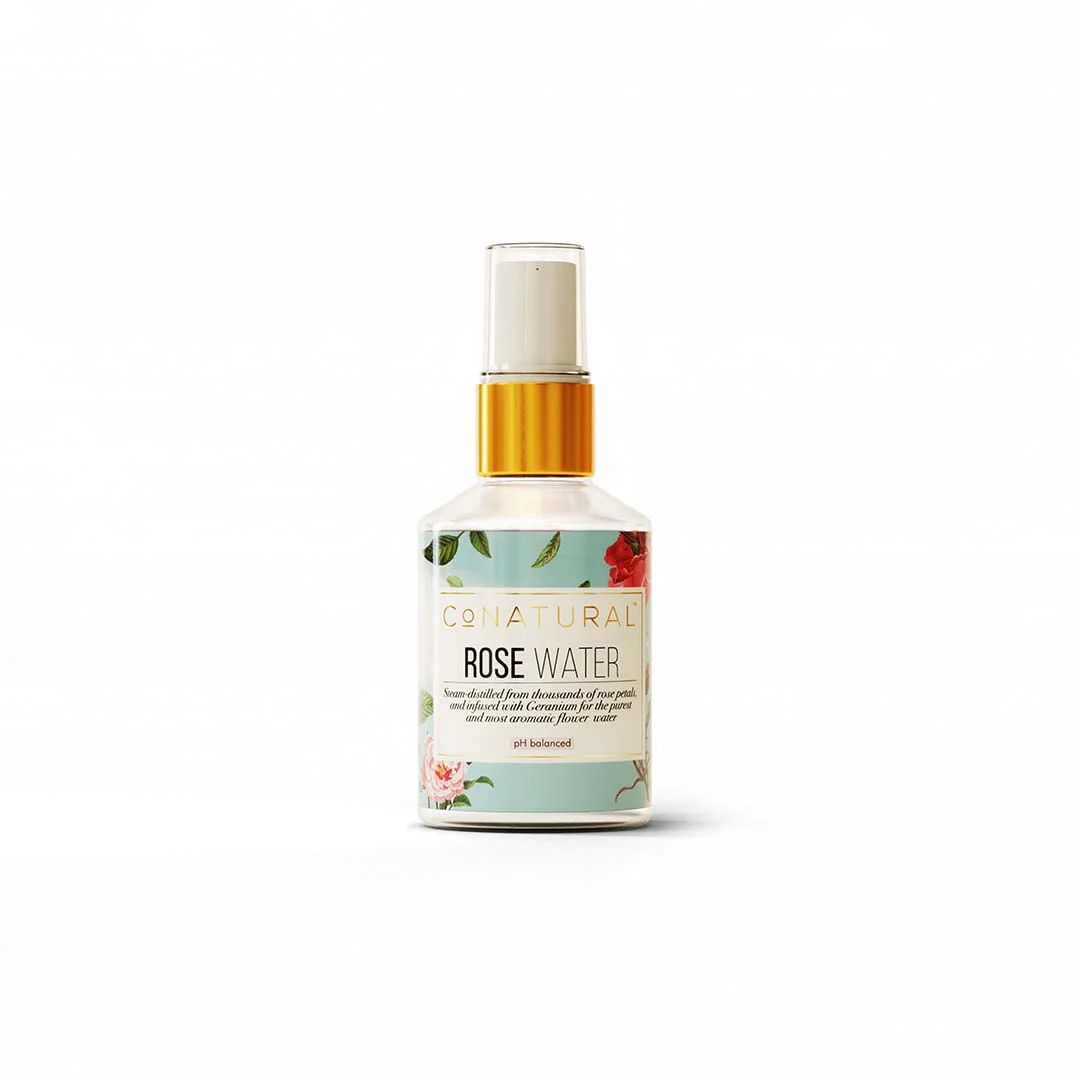 CoNATURAL™
ROSE WATER
Steam-distilled from thousands of rose petals,
and infused with Geranium for the purest
and most aromatic flower water
pH balanced